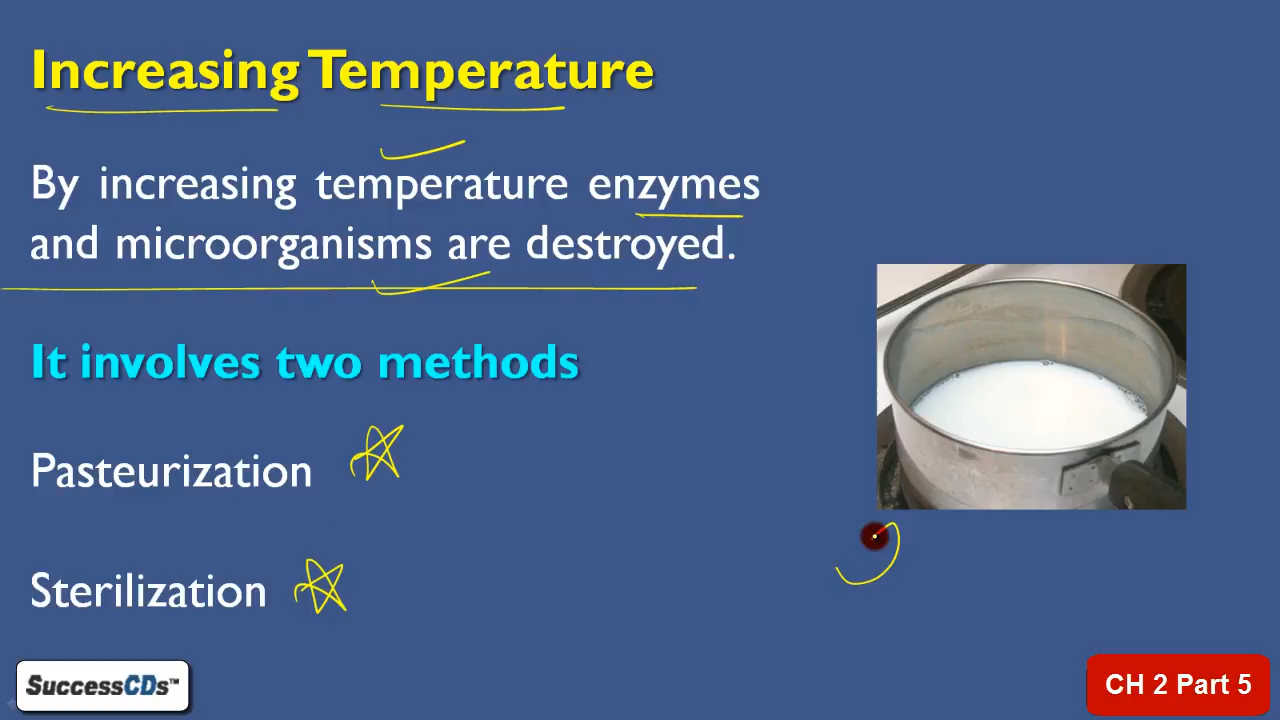 Increasing Temperature
By increasing temperature enzymes
and microorganisms are destroyed.
It involves two methods
Pasteurization
Sterilization
SuccessCDs™
CH 2 Part 5